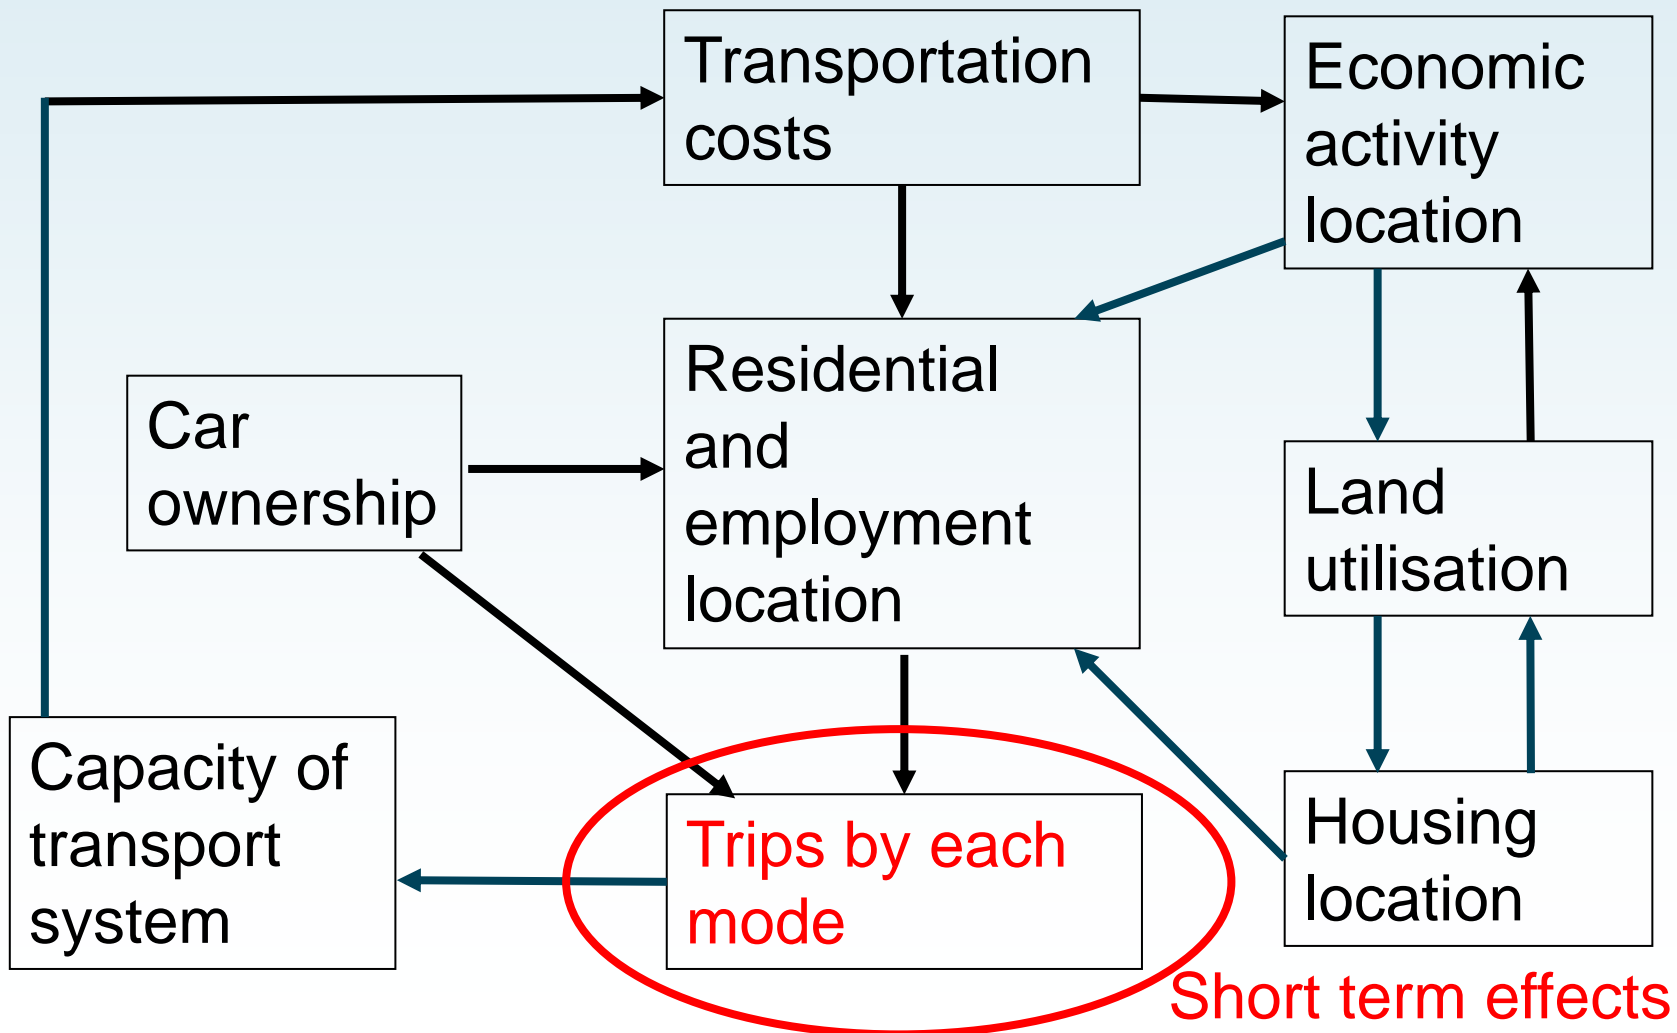 Transportation
costs
Economic
activity
location
Residential
and
employment
location
Car
ownership
Land
utilisation
Capacity of
transport
system
Trips by each
mode
Housing
location
Short term effects